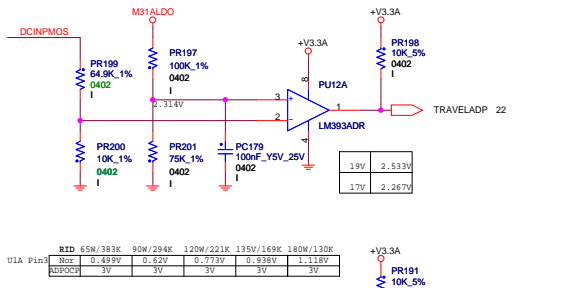 M31ALDO
DCINPMOS
+V3.3A
+V3.3A
PR199
64.9K_1%
0402
I
PR197
100K_1%
0402
I
PR198
10K_5%
0402
I
2.314V
8
PU12A
3
+
1
2
-
LM393ADR
4
TRAVELADP 22
PR200
10K_1%
0402
I
PR201
75K_1%
0402
I
PC179
100nF_Y5V_25V
0402
I
19V 2.533V
17V 2.267V
RID 65W/383K 90W/294K 120W/221K 135V/169K 180W/130K
U1A Pin3 Nor 0.499V 0.62V 0.773V 0.938V 1.118V
ADPOCP 3V 3V 3V 3V 3V
+V3.3A
PR191
10K_5%